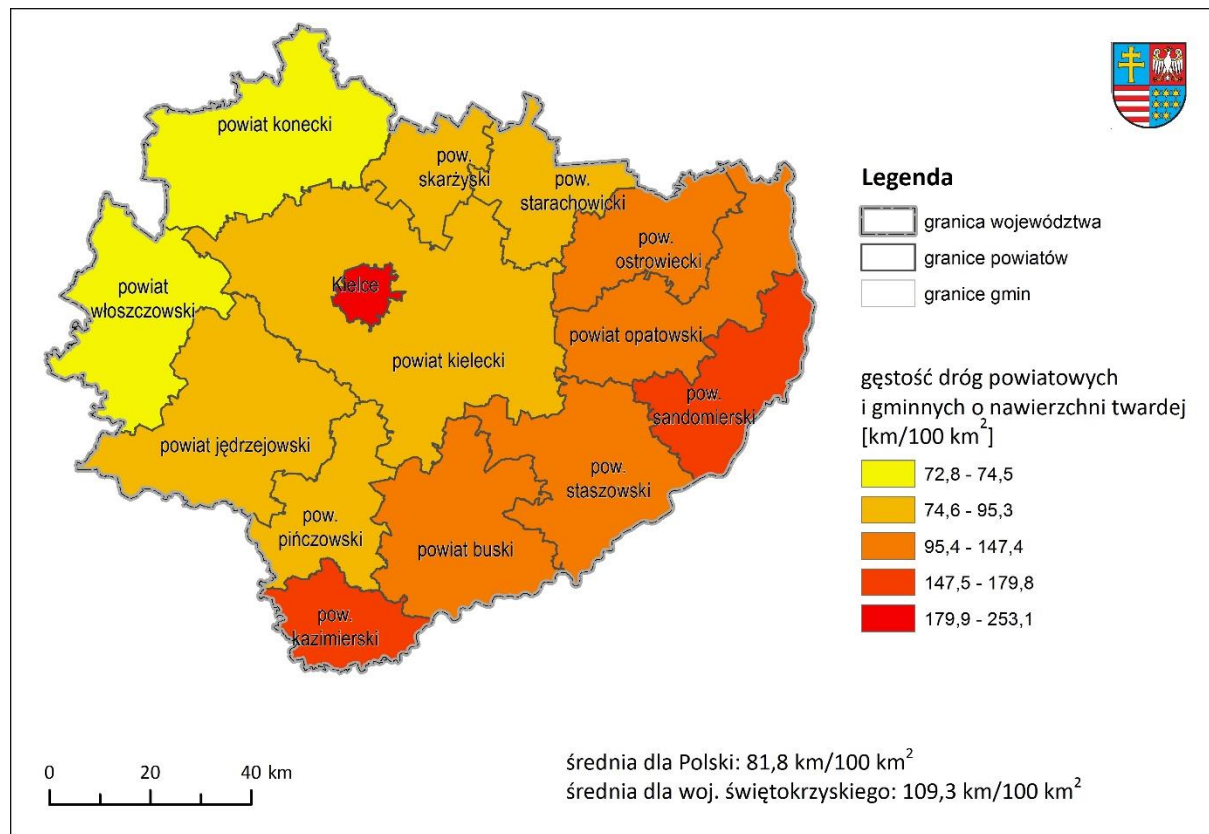 powiat konecki
pow.
skarżyski
pow.
starachowicki
pow.
ostrowiecki
powiat
włoszczowski
Kielce
powiat opatowski
powiat kielecki
pow.
sandomierski
powiat jędrzejowski
pow.
staszowski
pow.
pińczowski
powiat buski
pow.
kazimierski
Legenda
granica województwa
granice powiatów
granice gmin
gęstość dróg powiatowych
i gminnych o nawierzchni twardej
[km/100 km²]
72,8 - 74,5
74,6 - 95,3
95,4 - 147,4
147,5 - 179,8
179,9 - 253,1
0 20 40 km
średnia dla Polski: 81,8 km/100 km²
średnia dla woj. świętokrzyskiego: 109,3 km/100 km²